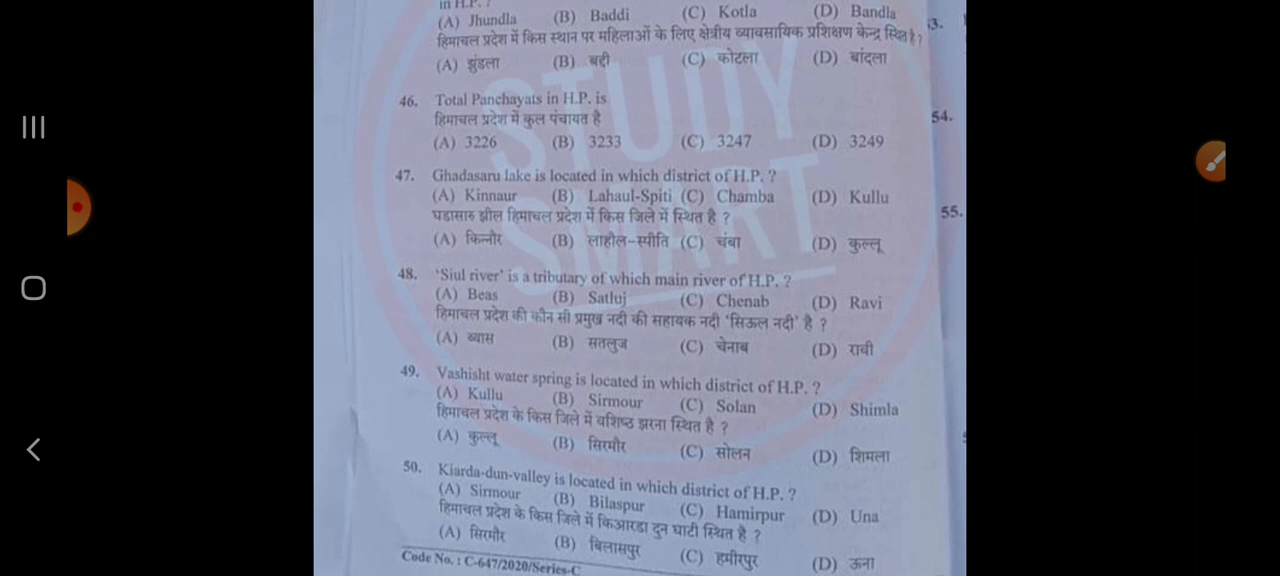 in H.P. ?
(A) Jhundla (B) Baddi (C) Kotla (D) Bandla
हिमाचल प्रदेश में किस स्थान पर महिलाओं के लिए क्षेत्रीय व्यावसायिक प्रशिक्षण केन्द्र स्थित है ?
(A) झुंडला (B) बद्दी (C) कोटला (D) बांदला
46. Total Panchayats in H.P. is
हिमाचल प्रदेश में कुल पंचायत है
(A) 3226 (B) 3233 (C) 3247 (D) 3249
47. Ghadasaru lake is located in which district of H.P. ?
(A) Kinnaur (B) Lahaul-Spiti (C) Chamba (D) Kullu
घडासारु झील हिमाचल प्रदेश में किस जिले में स्थित है ?
(A) किन्नौर (B) लाहौल-स्पीति (C) चंबा (D) कुल्लू
48. 'Siul river' is a tributary of which main river of H.P. ?
(A) Beas (B) Satluj (C) Chenab (D) Ravi
हिमाचल प्रदेश की कौन सी प्रमुख नदी की सहायक नदी 'सिऊल नदी' है ?
(A) ब्यास (B) सतलुज (C) चेनाब (D) रावी
49. Vashisht water spring is located in which district of H.P. ?
(A) Kullu (B) Sirmour (C) Solan (D) Shimla
हिमाचल प्रदेश के किस जिले में वशिष्ठ झरना स्थित है ?
(A) कुल्लू (B) सिरमौर (C) सोलन (D) शिमला
50. Kiarda-dun-valley is located in which district of H.P. ?
(A) Sirmour (B) Bilaspur (C) Hamirpur (D) Una
हिमाचल प्रदेश के किस जिले में किआरडा दुन घाटी स्थित है ?
(A) सिरमौर (B) बिलासपुर (C) हमीरपुर (D) ऊना
Code No. : C-647/2020/Series-C
3.
54.
55.
STUDY
SMART